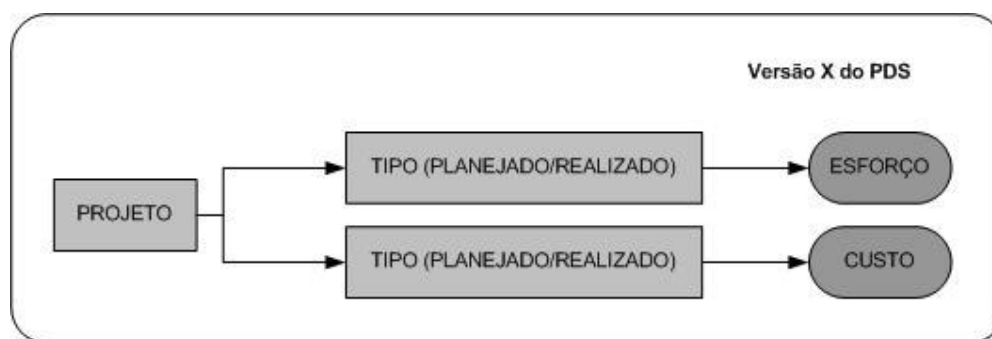 Versão X do PDS
TIPO (PLANEJADO/REALIZADO)
ESFORÇO
PROJETO
TIPO (PLANEJADO/REALIZADO)
CUSTO